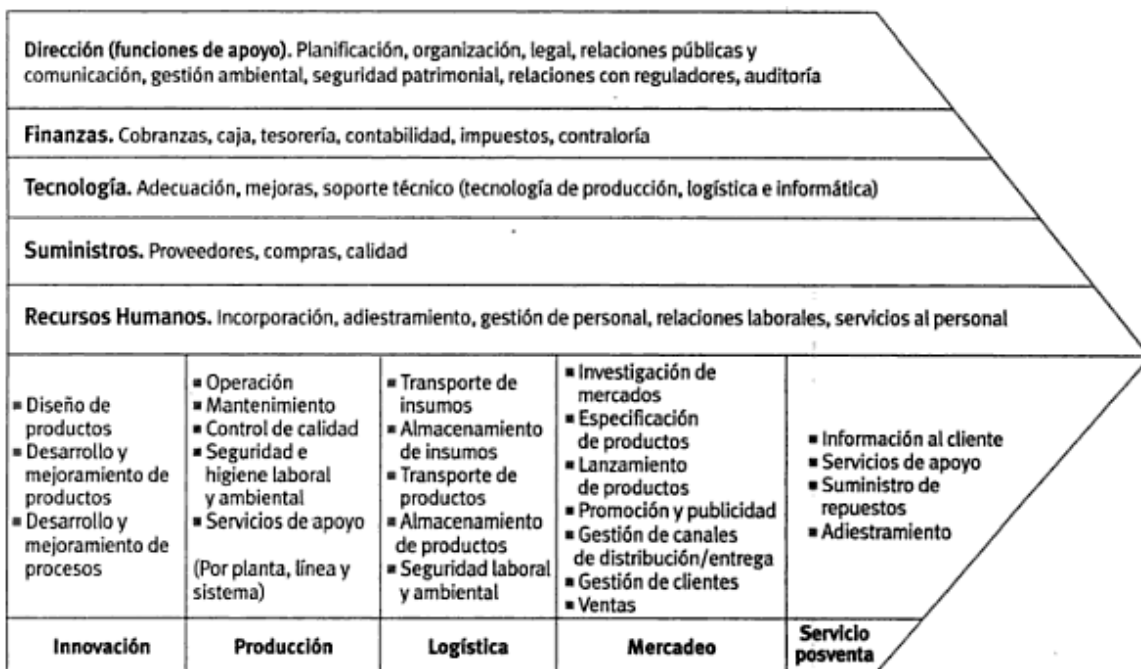 Dirección (funciones de apoyo). Planificación, organización, legal, relaciones públicas y
comunicación, gestión ambiental, seguridad patrimonial, relaciones con reguladores, auditoría
Finanzas. Cobranzas, caja, tesorería, contabilidad, impuestos, contraloría
Tecnología. Adecuación, mejoras, soporte técnico (tecnología de producción, logística e informática)
Suministros. Proveedores, compras, calidad
Recursos Humanos. Incorporación, adiestramiento, gestión de personal, relaciones laborales, servicios al personal
▪ Diseño de
productos
▪ Desarrollo y
mejoramiento de
productos
▪ Desarrollo y
mejoramiento de
procesos
Innovación
▪ Operación
▪ Mantenimiento
▪ Control de calidad
▪ Seguridad e
higiene laboral
y ambiental
▪ Servicios de apoyo
(Por planta, línea y
sistema)
Producción
▪ Transporte de
insumos
▪ Almacenamiento
de insumos
▪ Transporte de
productos
▪ Almacenamiento
de productos
▪ Seguridad laboral
y ambiental
Logística
▪ Investigación de
mercados
▪ Especificación
de productos
▪ Lanzamiento
de productos
▪ Promoción y publicidad
▪ Gestión de canales
de distribución/entrega
▪ Gestión de clientes
▪ Ventas
Mercadeo
▪ Información al cliente
▪ Servicios de apoyo
▪ Suministro de
repuestos
▪ Adiestramiento
Servicio
posventa